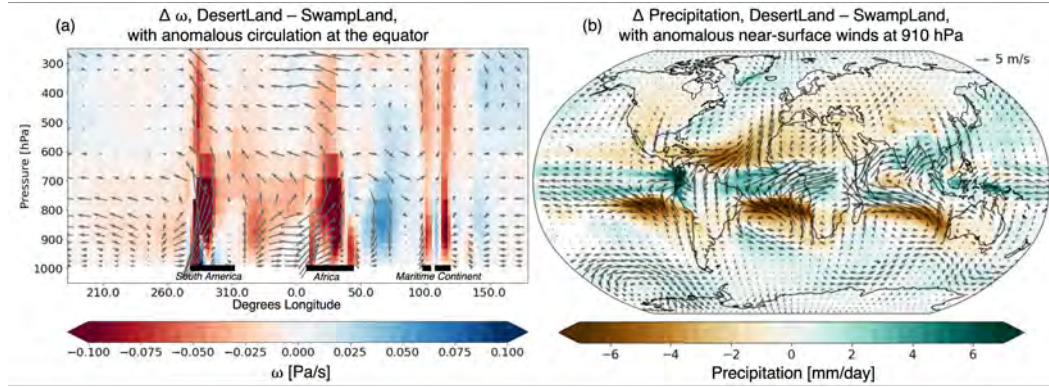 (a)
Δ ω, DesertLand – SwampLand,
with anomalous circulation at the equator
Pressure [hPa]
300
400
500
600
700
800
900
1000
South America
Africa
Maritime Continent
210.0 260.0 310.0 0.0 50.0 100.0 150.0
Degrees Longitude
−0.100 −0.075 −0.050 −0.025 0.000 0.025 0.050 0.075 0.100
ω [Pa/s]
(b)
Δ Precipitation, DesertLand – SwampLand,
with anomalous near-surface winds at 910 hPa
5 m/s
−6 −4 −2 0 2 4 6
Precipitation [mm/day]